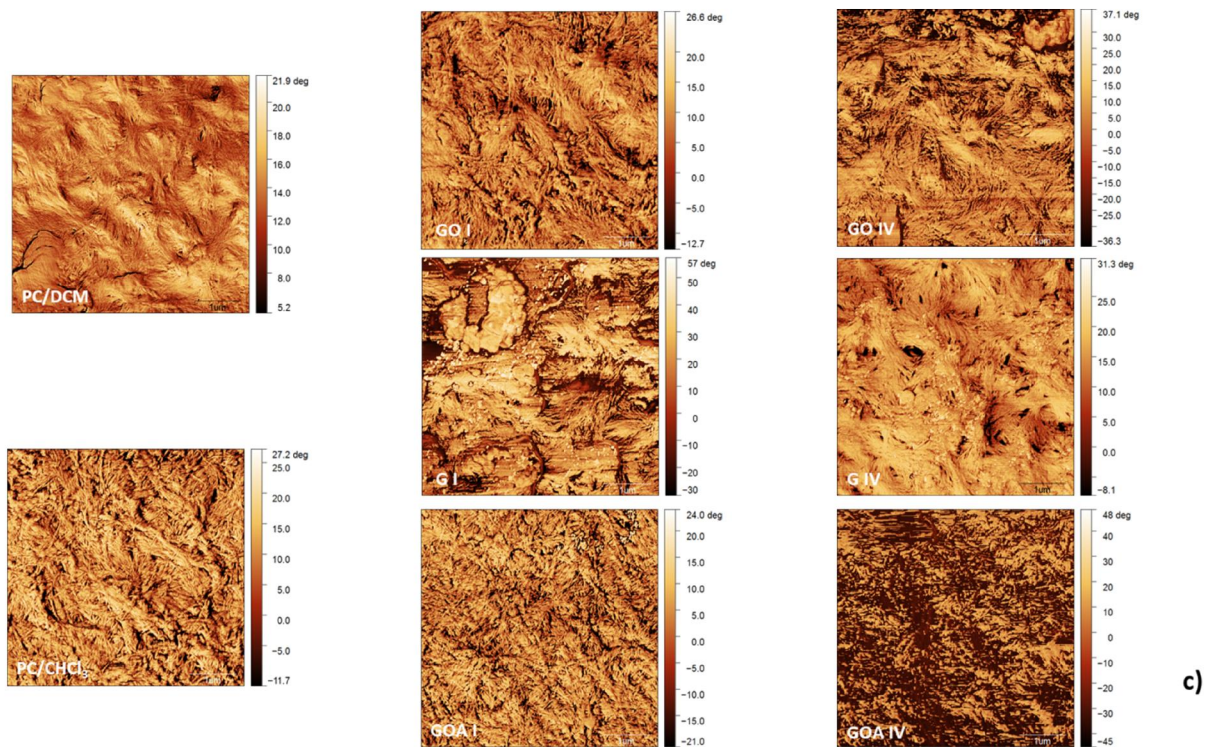 21.9 deg
20.0
18.0
16.0
14.0
12.0
10.0
8.0
5.2
PC/DCM
1um
27.2 deg
25.0
20.0
15.0
10.0
5.0
0.0
−5.0
−11.7
PC/CHCl₃
1um
26.6 deg
20.0
15.0
10.0
5.0
0.0
−5.0
−12.7
GO I
1um
37.1 deg
30.0
25.0
20.0
15.0
10.0
5.0
0.0
−5.0
−10.0
−15.0
−20.0
−25.0
−36.3
GO IV
1um
57 deg
50
40
30
20
10
0
−10
−20
−30
G I
1um
31.3 deg
25.0
20.0
15.0
10.0
5.0
0.0
−8.1
G IV
1um
24.0 deg
20.0
15.0
10.0
5.0
0.0
−5.0
−10.0
−15.0
−21.0
GOA I
1um
48 deg
40
30
20
10
0
−10
−20
−30
−45
GOA IV
1um
c)